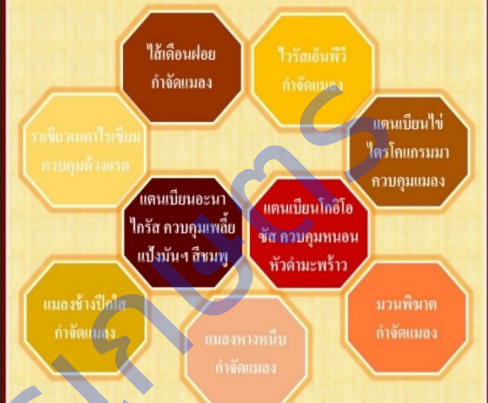 ไส้เดือนฝอย
กำจัดแมลง
ไวรัสเอ็นพีวี
กำจัดแมลง
ราเขียวเมตาไรเซียม
ควบคุมด้วงแรด
แตนเบียนไข่
ไตรโคแกรมมา
ควบคุมแมลง
แตนเบียนอะนา
ไกรัส ควบคุมเพลี้ย
แป้งมันฯ สีชมพู
แตนเบียนโกอิโอ
ซัส ควบคุมหนอน
หัวดำมะพร้าว
แมลงช้างปีกใส
กำจัดแมลง
แมลงหางหนีบ
กำจัดแมลง
มวนพิฆาต
กำจัดแมลง